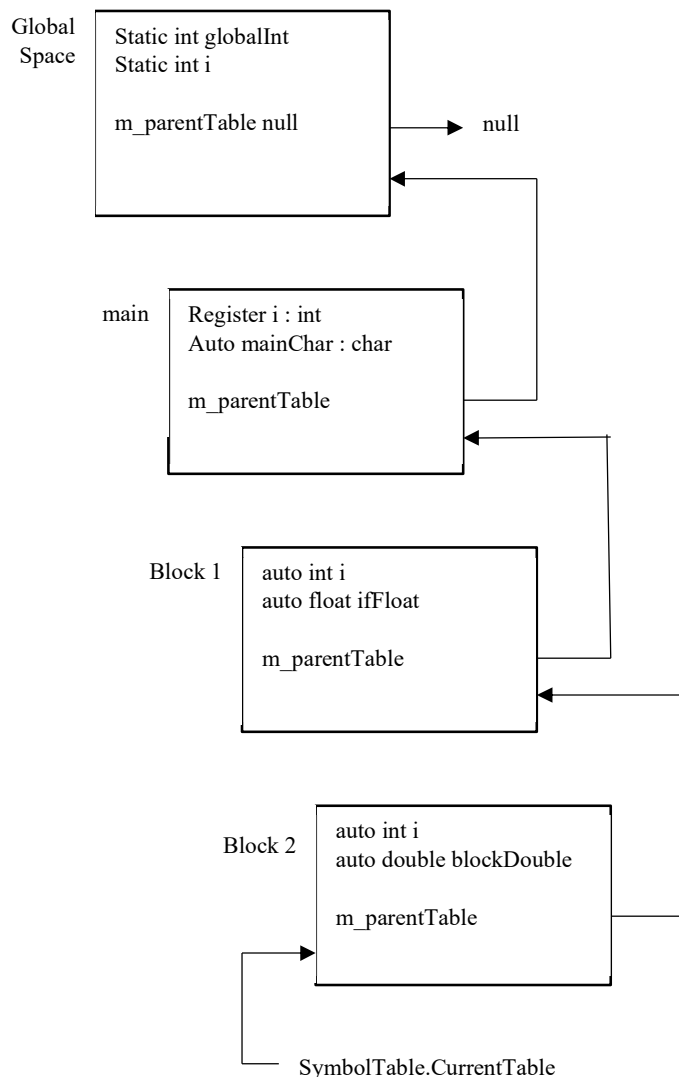 Global
Space
Static int globalInt
Static int i
m_parentTable null
null
main
Register i : int
Auto mainChar : char
m_parentTable
Block 1
auto int i
auto float ifFloat
m_parentTable
Block 2
auto int i
auto double blockDouble
m_parentTable
SymbolTable.CurrentTable